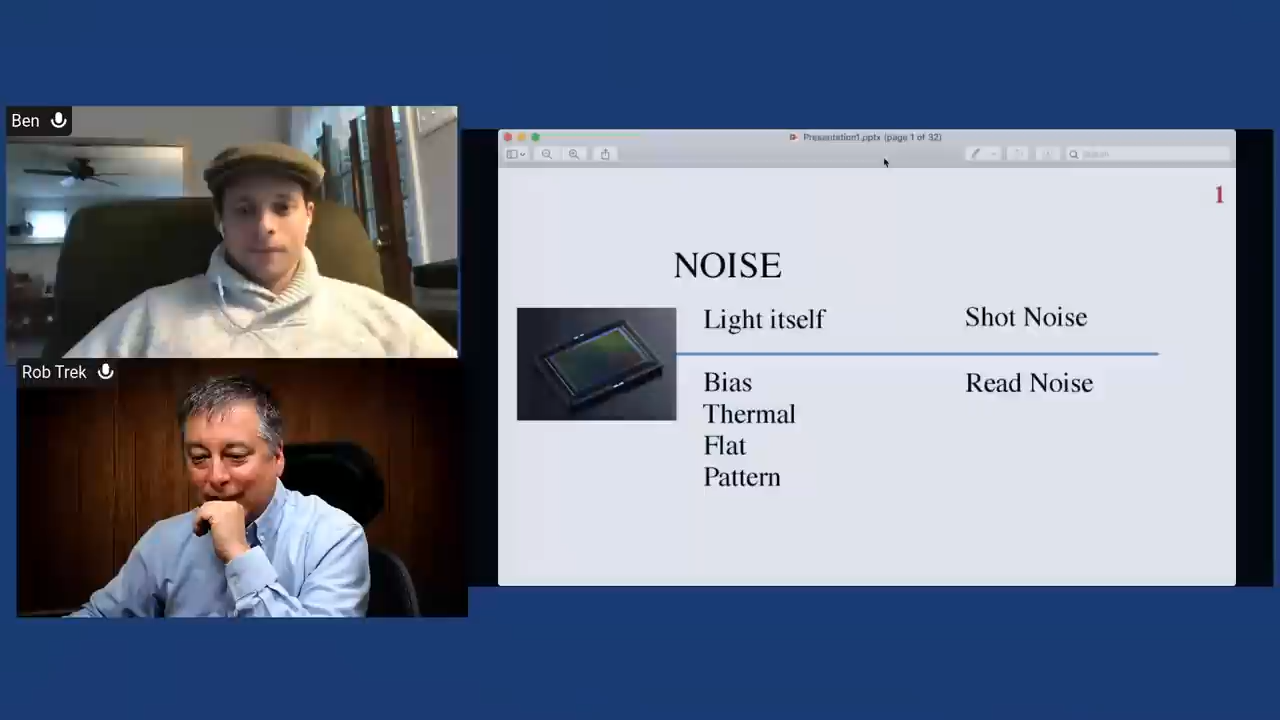 Ben
Rob Trek
Presentation1.pptx (page 1 of 32)
Search
1
NOISE
Light itself
Shot Noise
Bias
Read Noise
Thermal
Flat
Pattern